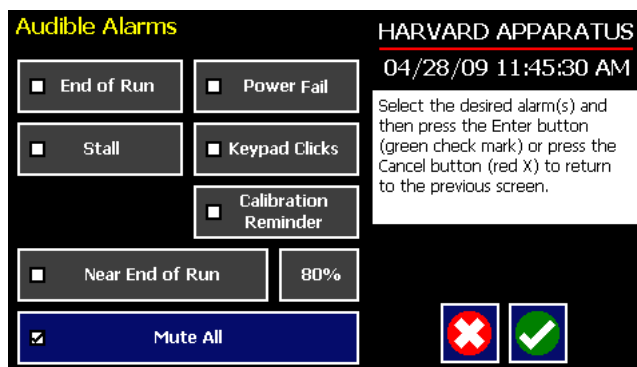 Audible Alarms
End of Run
Power Fail
Stall
Keypad Clicks
Calibration
Reminder
Near End of Run
80%
Mute All
HARVARD APPARATUS
04/28/09 11:45:30 AM
Select the desired alarm(s) and
then press the Enter button
(green check mark) or press the
Cancel button (red X) to return
to the previous screen.